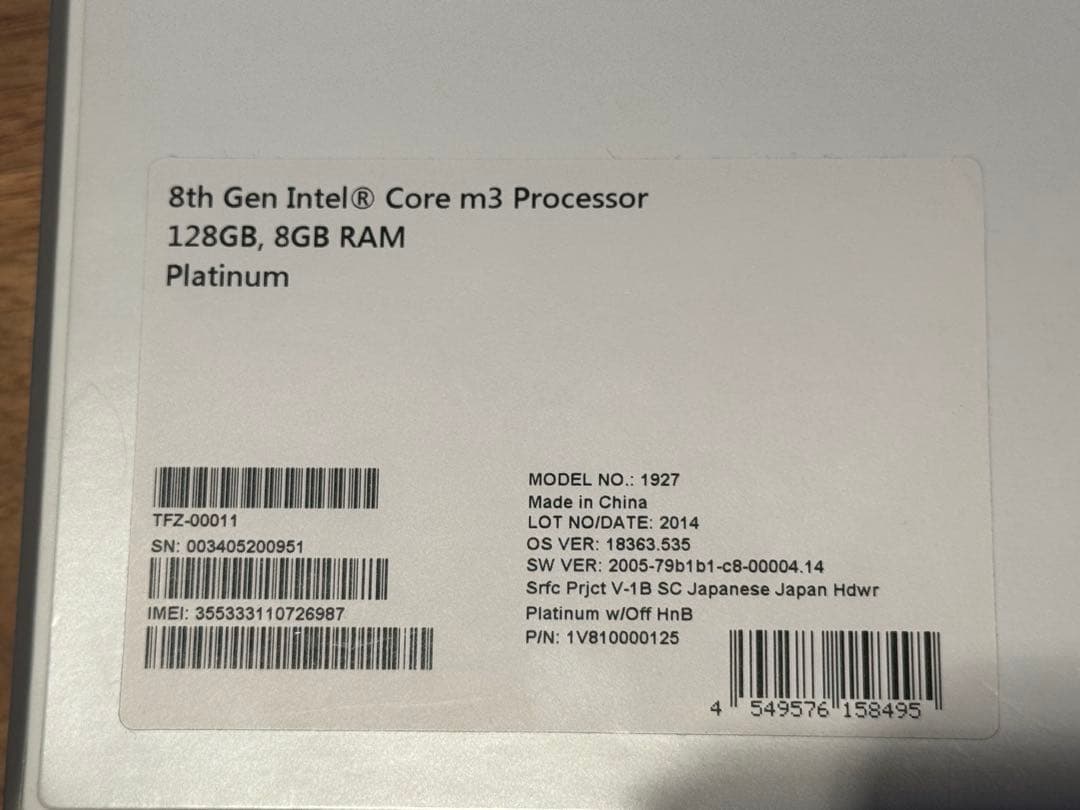 8th Gen Intel® Core m3 Processor
128GB, 8GB RAM
Platinum
TFZ-00011
SN: 003405200951
IMEI: 355333110726987
MODEL NO.: 1927
Made in China
LOT NO/DATE: 2014
OS VER: 18363.535
SW VER: 2005-79b1b1-c8-00004.14
Srfc Prjct V-1B SC Japanese Japan Hdwr
Platinum w/Off HnB
P/N: 1V810000125
4 549576 158495